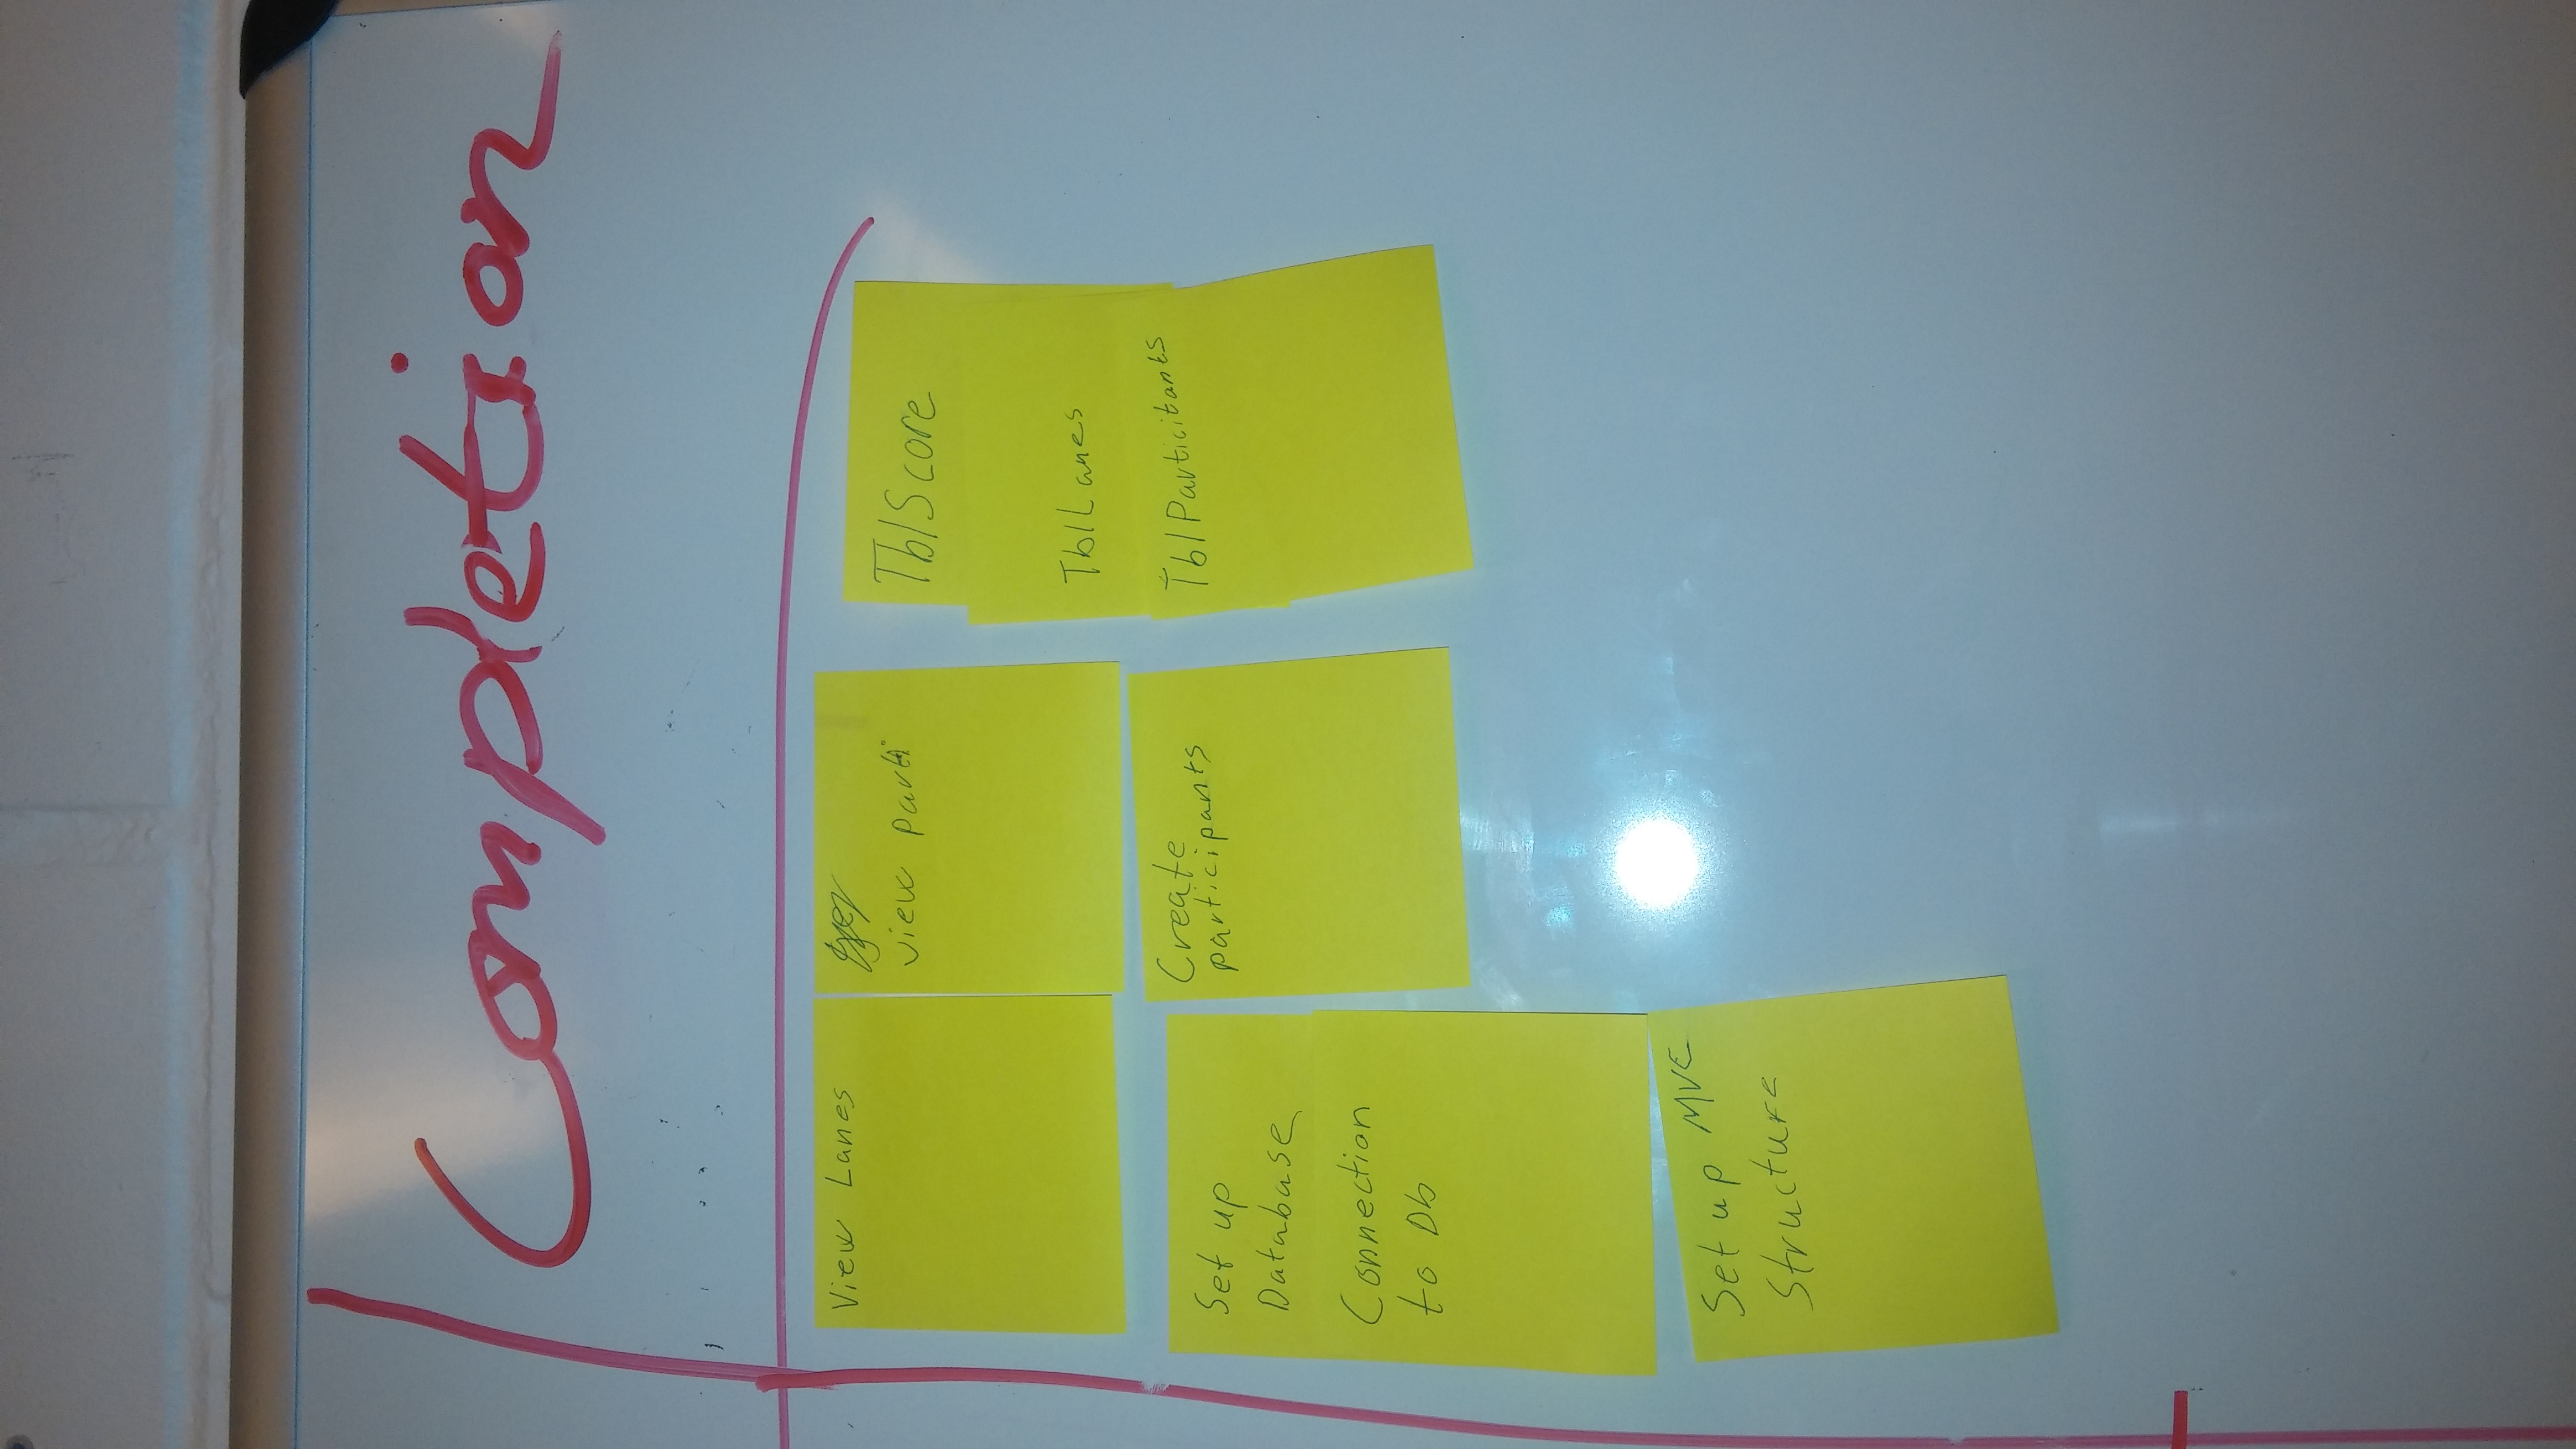 Completion
View Lanes
view parti
TblScore
TblLanes
TblParticitants
Set up
Database
Connection
to Db
Create
participants
Set up MVC
Structure